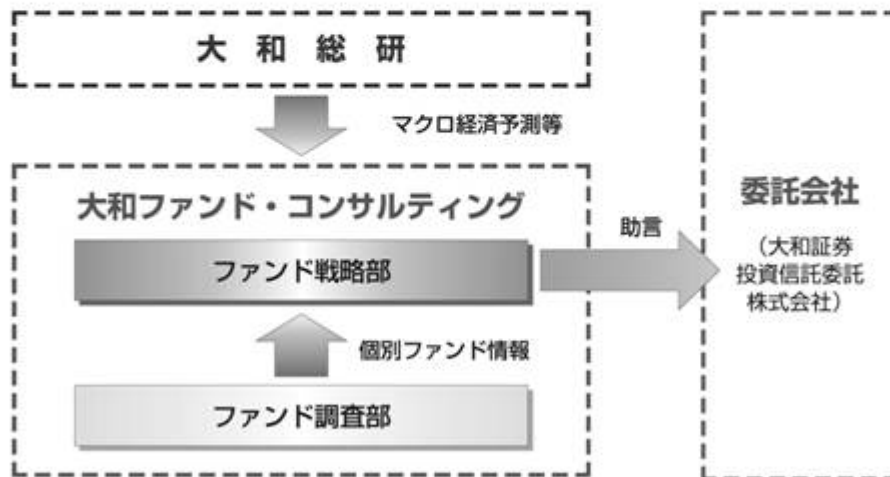 大和総研
マクロ経済予測等
大和ファンド・コンサルティング
ファンド戦略部
個別ファンド情報
ファンド調査部
助言
委託会社
（大和証券
投資信託委託
株式会社）